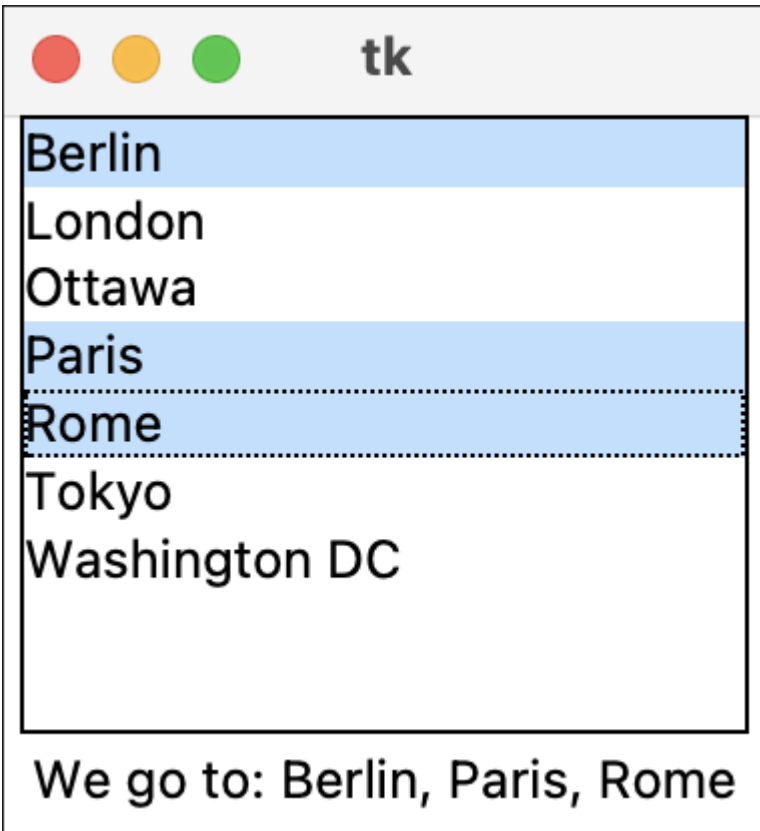 tk
Berlin
London
Ottawa
Paris
Rome
Tokyo
Washington DC
We go to: Berlin, Paris, Rome